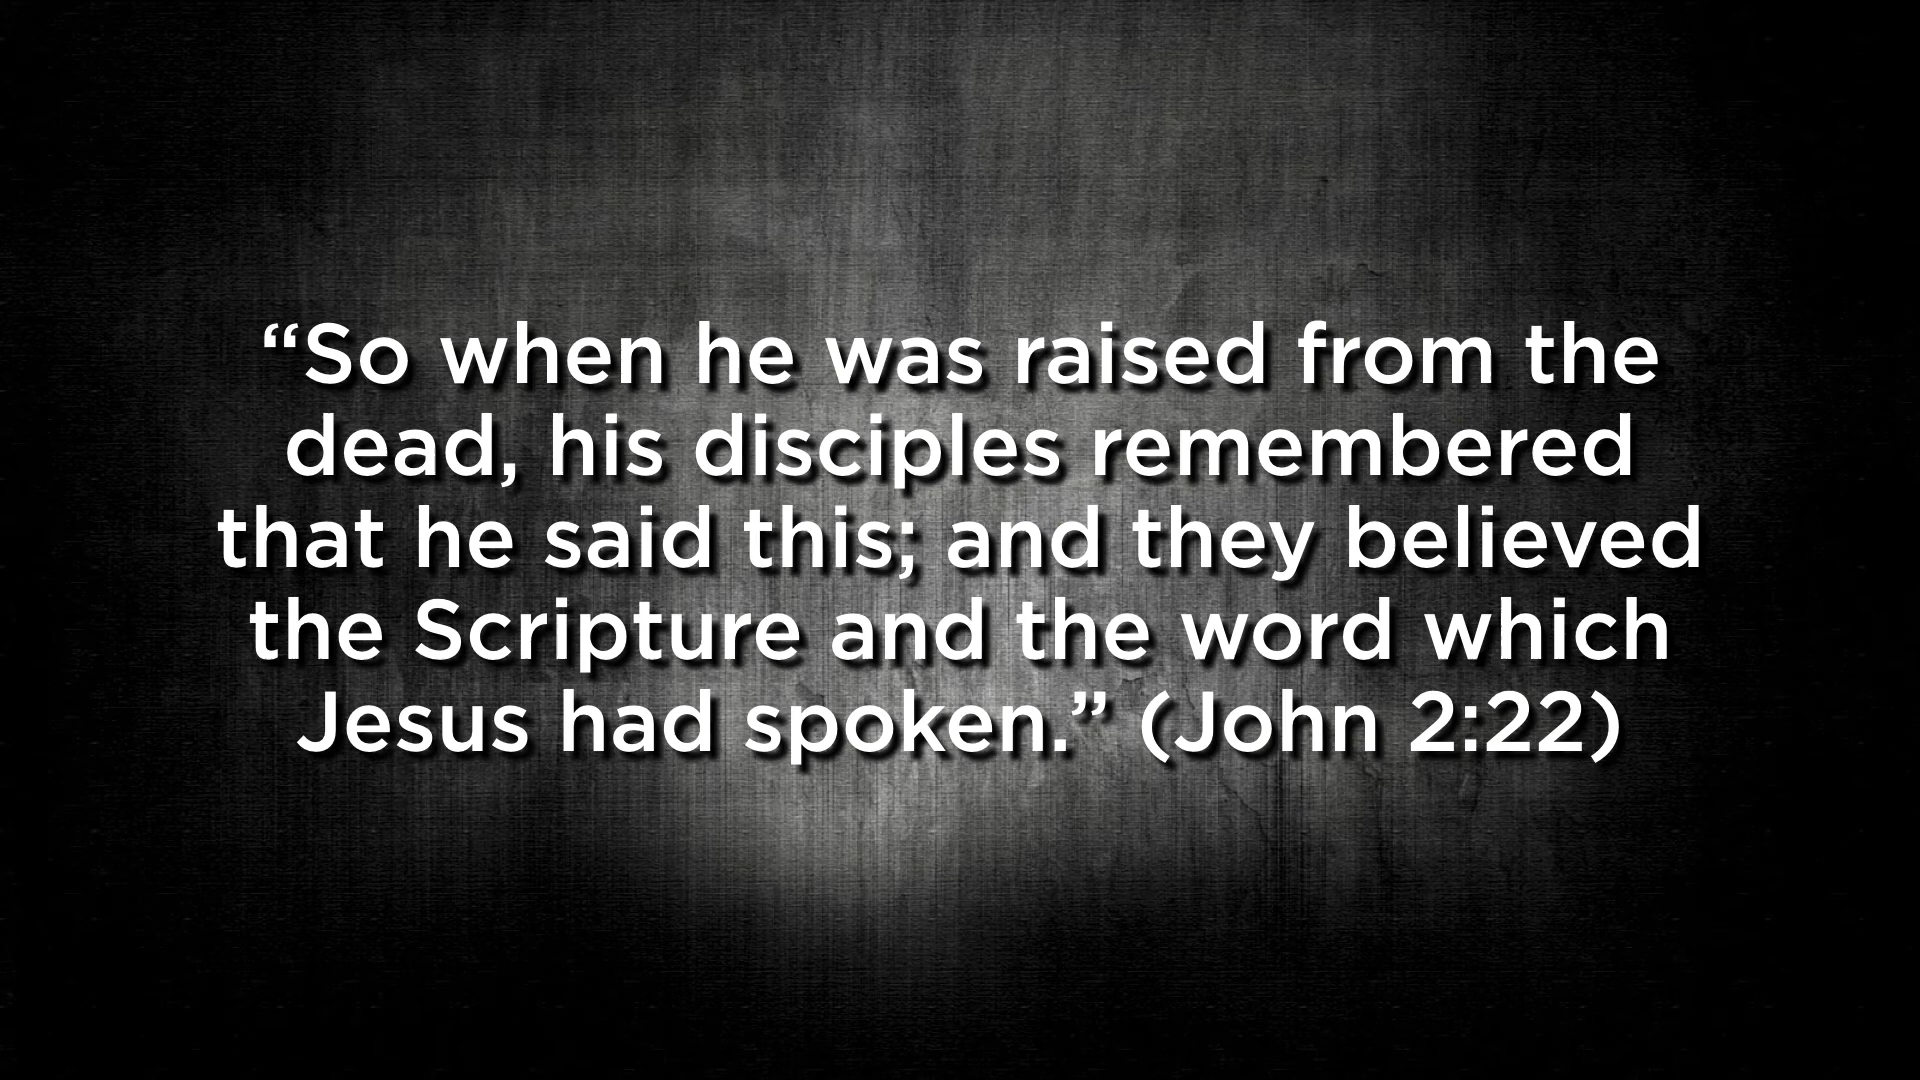 “So when he was raised from the
dead, his disciples remembered
that he said this; and they believed
the Scripture and the word which
Jesus had spoken.” (John 2:22)